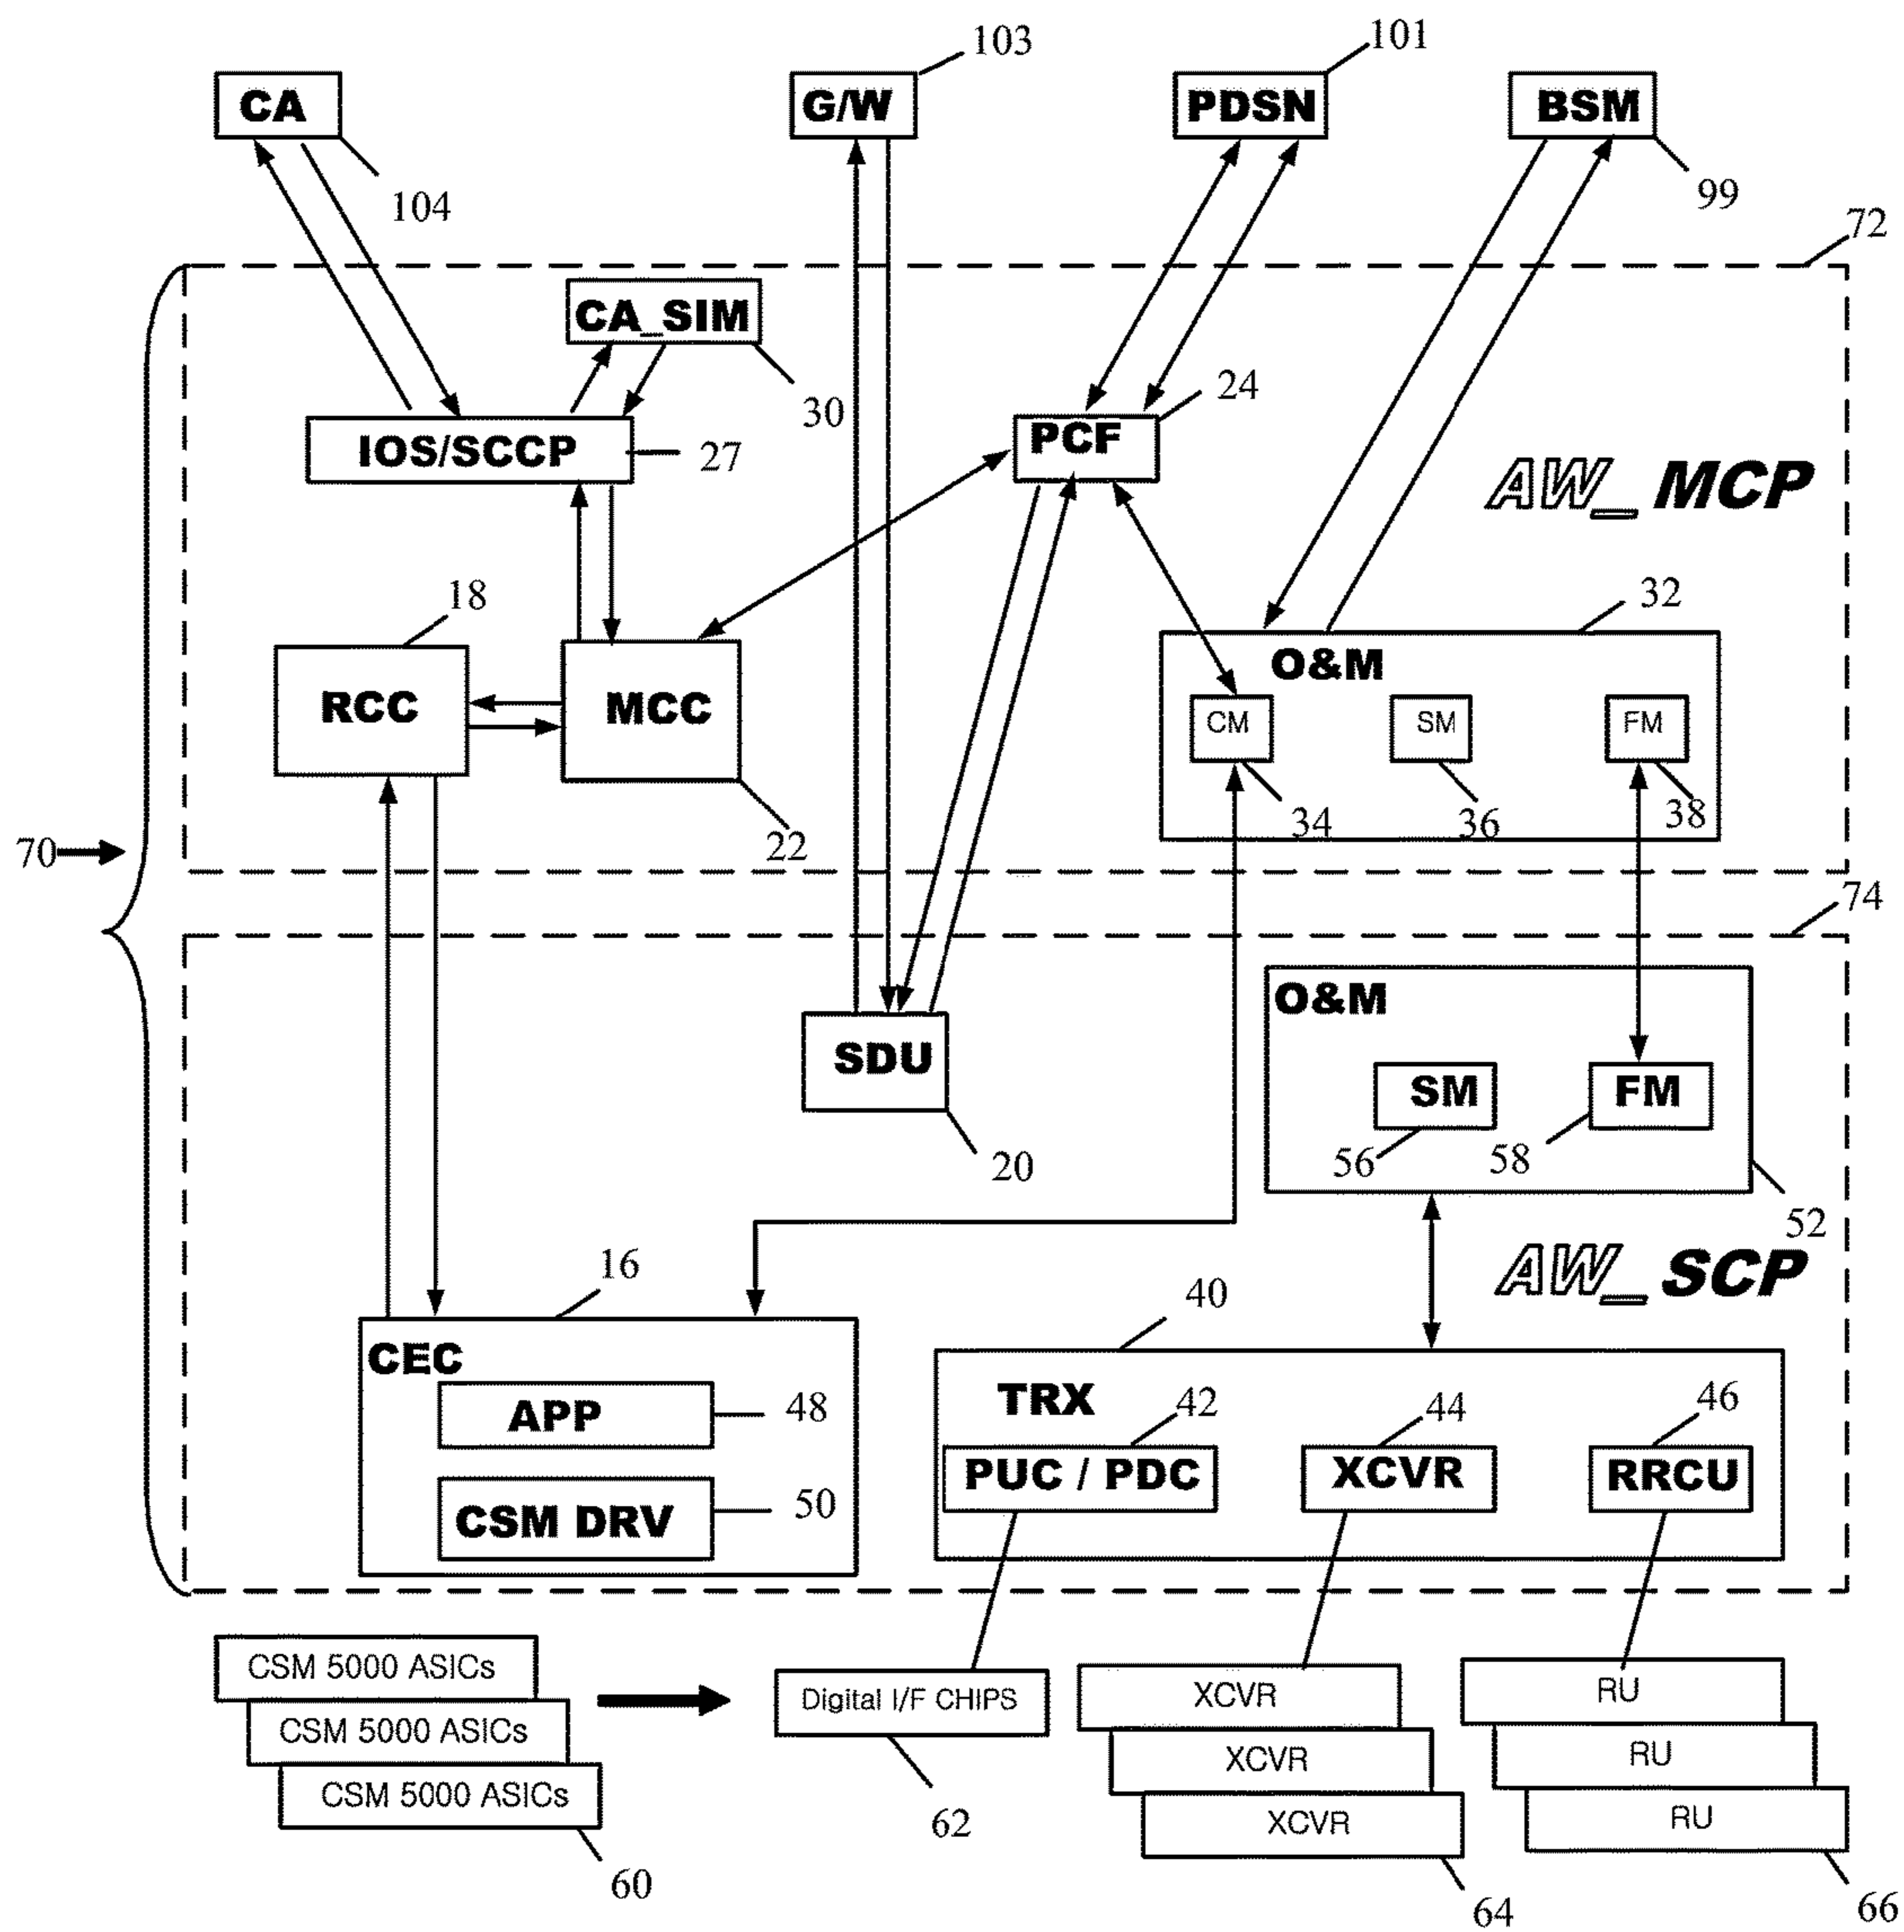 103
101
CA
G/W
PDSN
BSM
104
99
72
CA_SIM
30
24
IOS/SCCP
27
PCF
AW_MCP
18
32
RCC
MCC
O&M
CM
SM
FM
22
34
36
38
70
74
O&M
SDU
SM
FM
20
56
58
52
AW_SCP
16
40
CEC
APP
48
TRX
42
44
46
PUC / PDC
XCVR
RRCU
CSM DRV
50
CSM 5000 ASICs
CSM 5000 ASICs
CSM 5000 ASICs
Digital I/F CHIPS
XCVR
XCVR
XCVR
RU
RU
RU
60
62
64
66